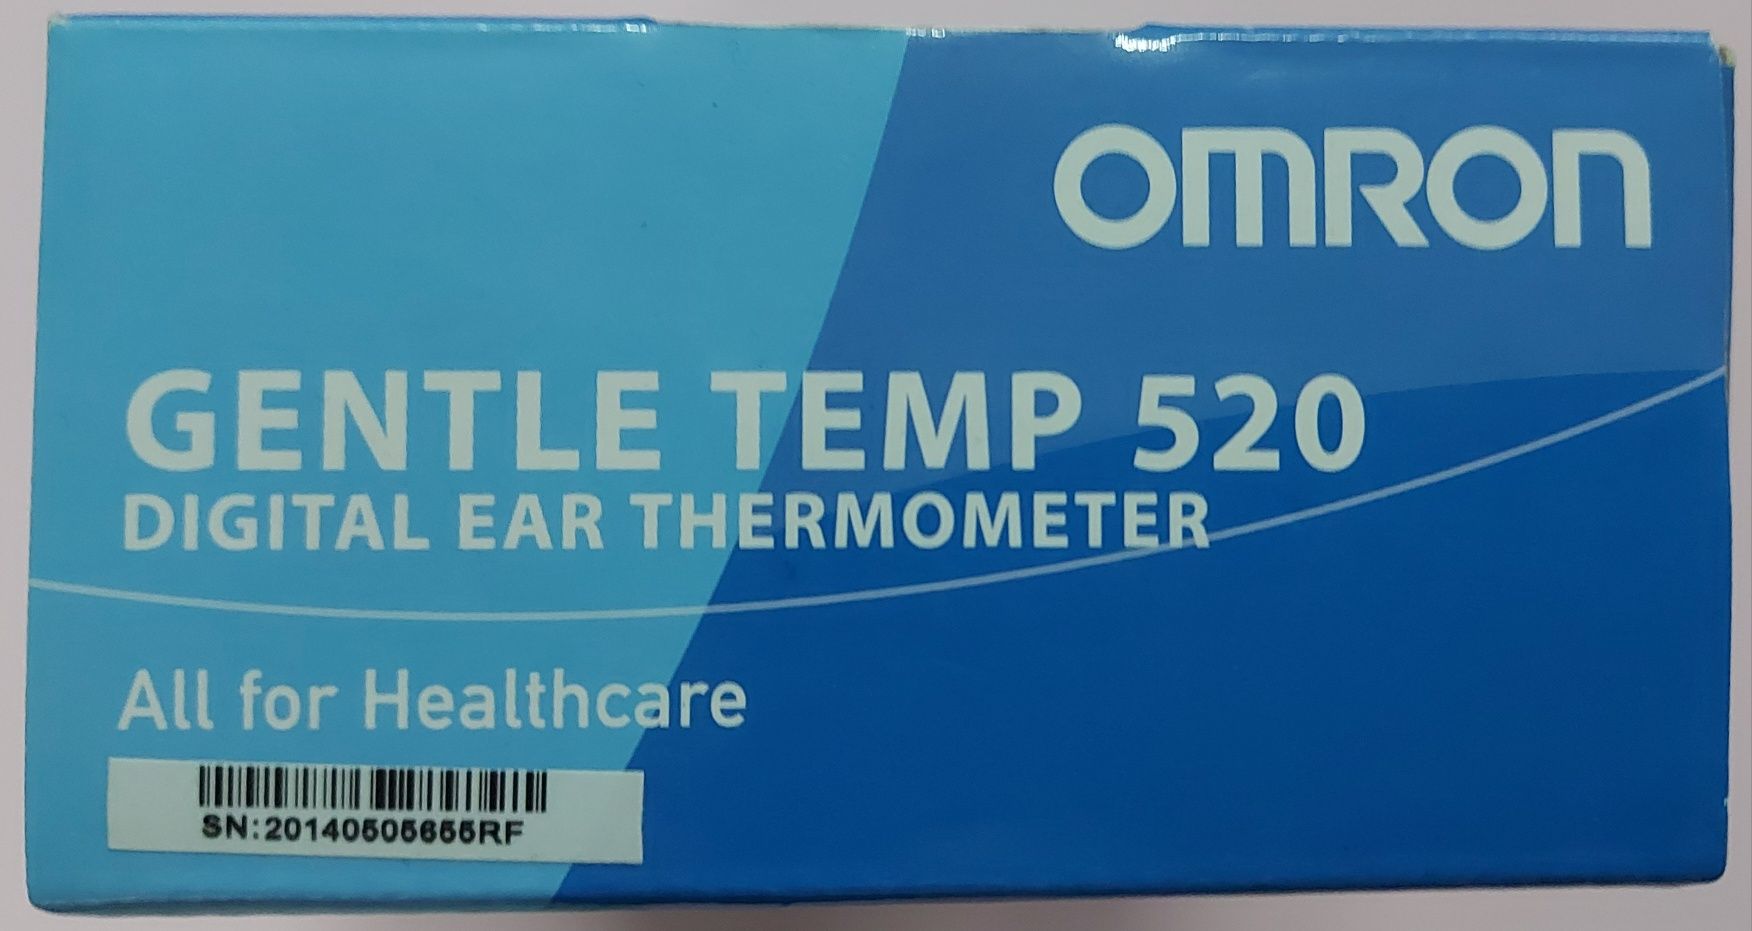 OMRON
GENTLE TEMP 520
DIGITAL EAR THERMOMETER
All for Healthcare
SN:20140505655RF